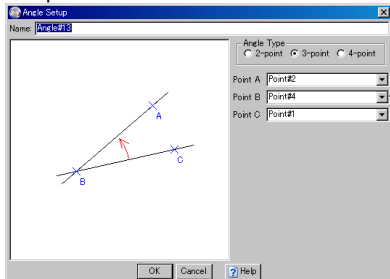 Angle Setup
Name: Angle#13
Angle Type
2-point 3-point 4-point
Point A Point#2
Point B Point#4
Point C Point#1
A
C
B
OK Cancel Help